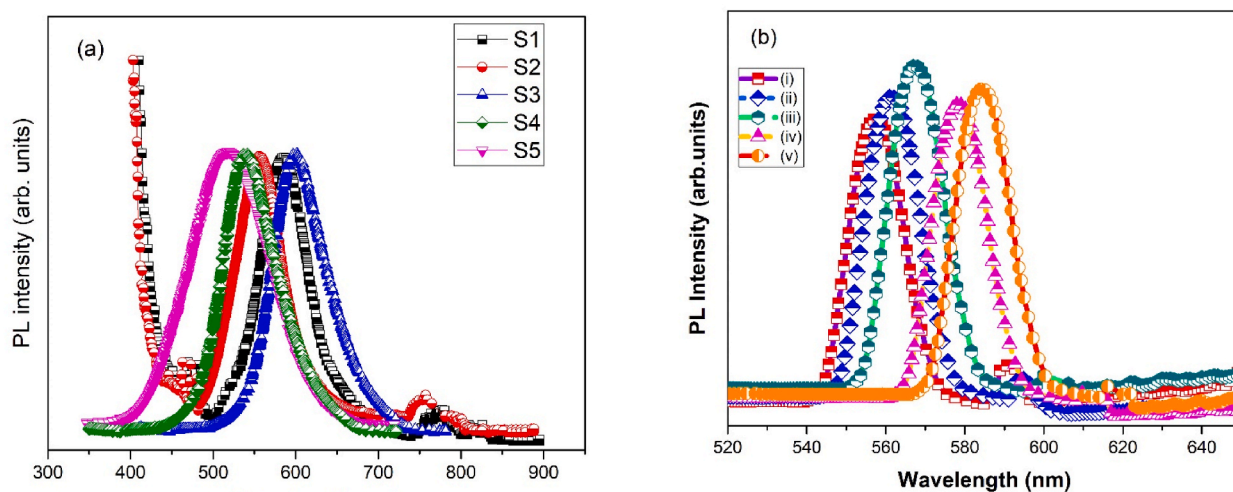 (a)
S1
S2
S3
S4
S5
PL intensity (arb. units)
300 400 500 600 700 800 900
(b)
(i)
(ii)
(iii)
(iv)
(v)
PL Intensity (arb.units)
520 540 560 580 600 620 640
Wavelength (nm)